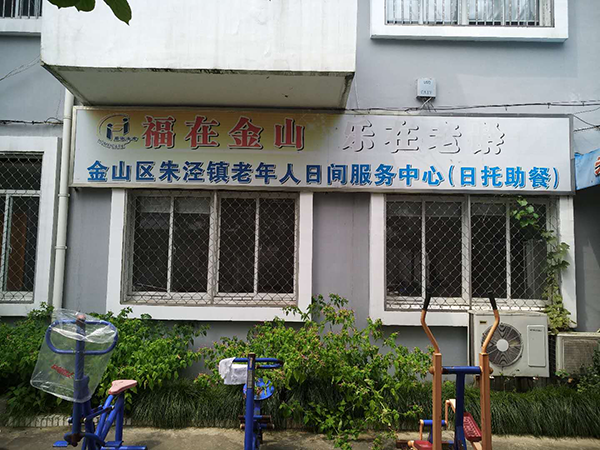 福在金山 乐在老龄
金山区朱泾镇老年人日间服务中心(日托助餐)